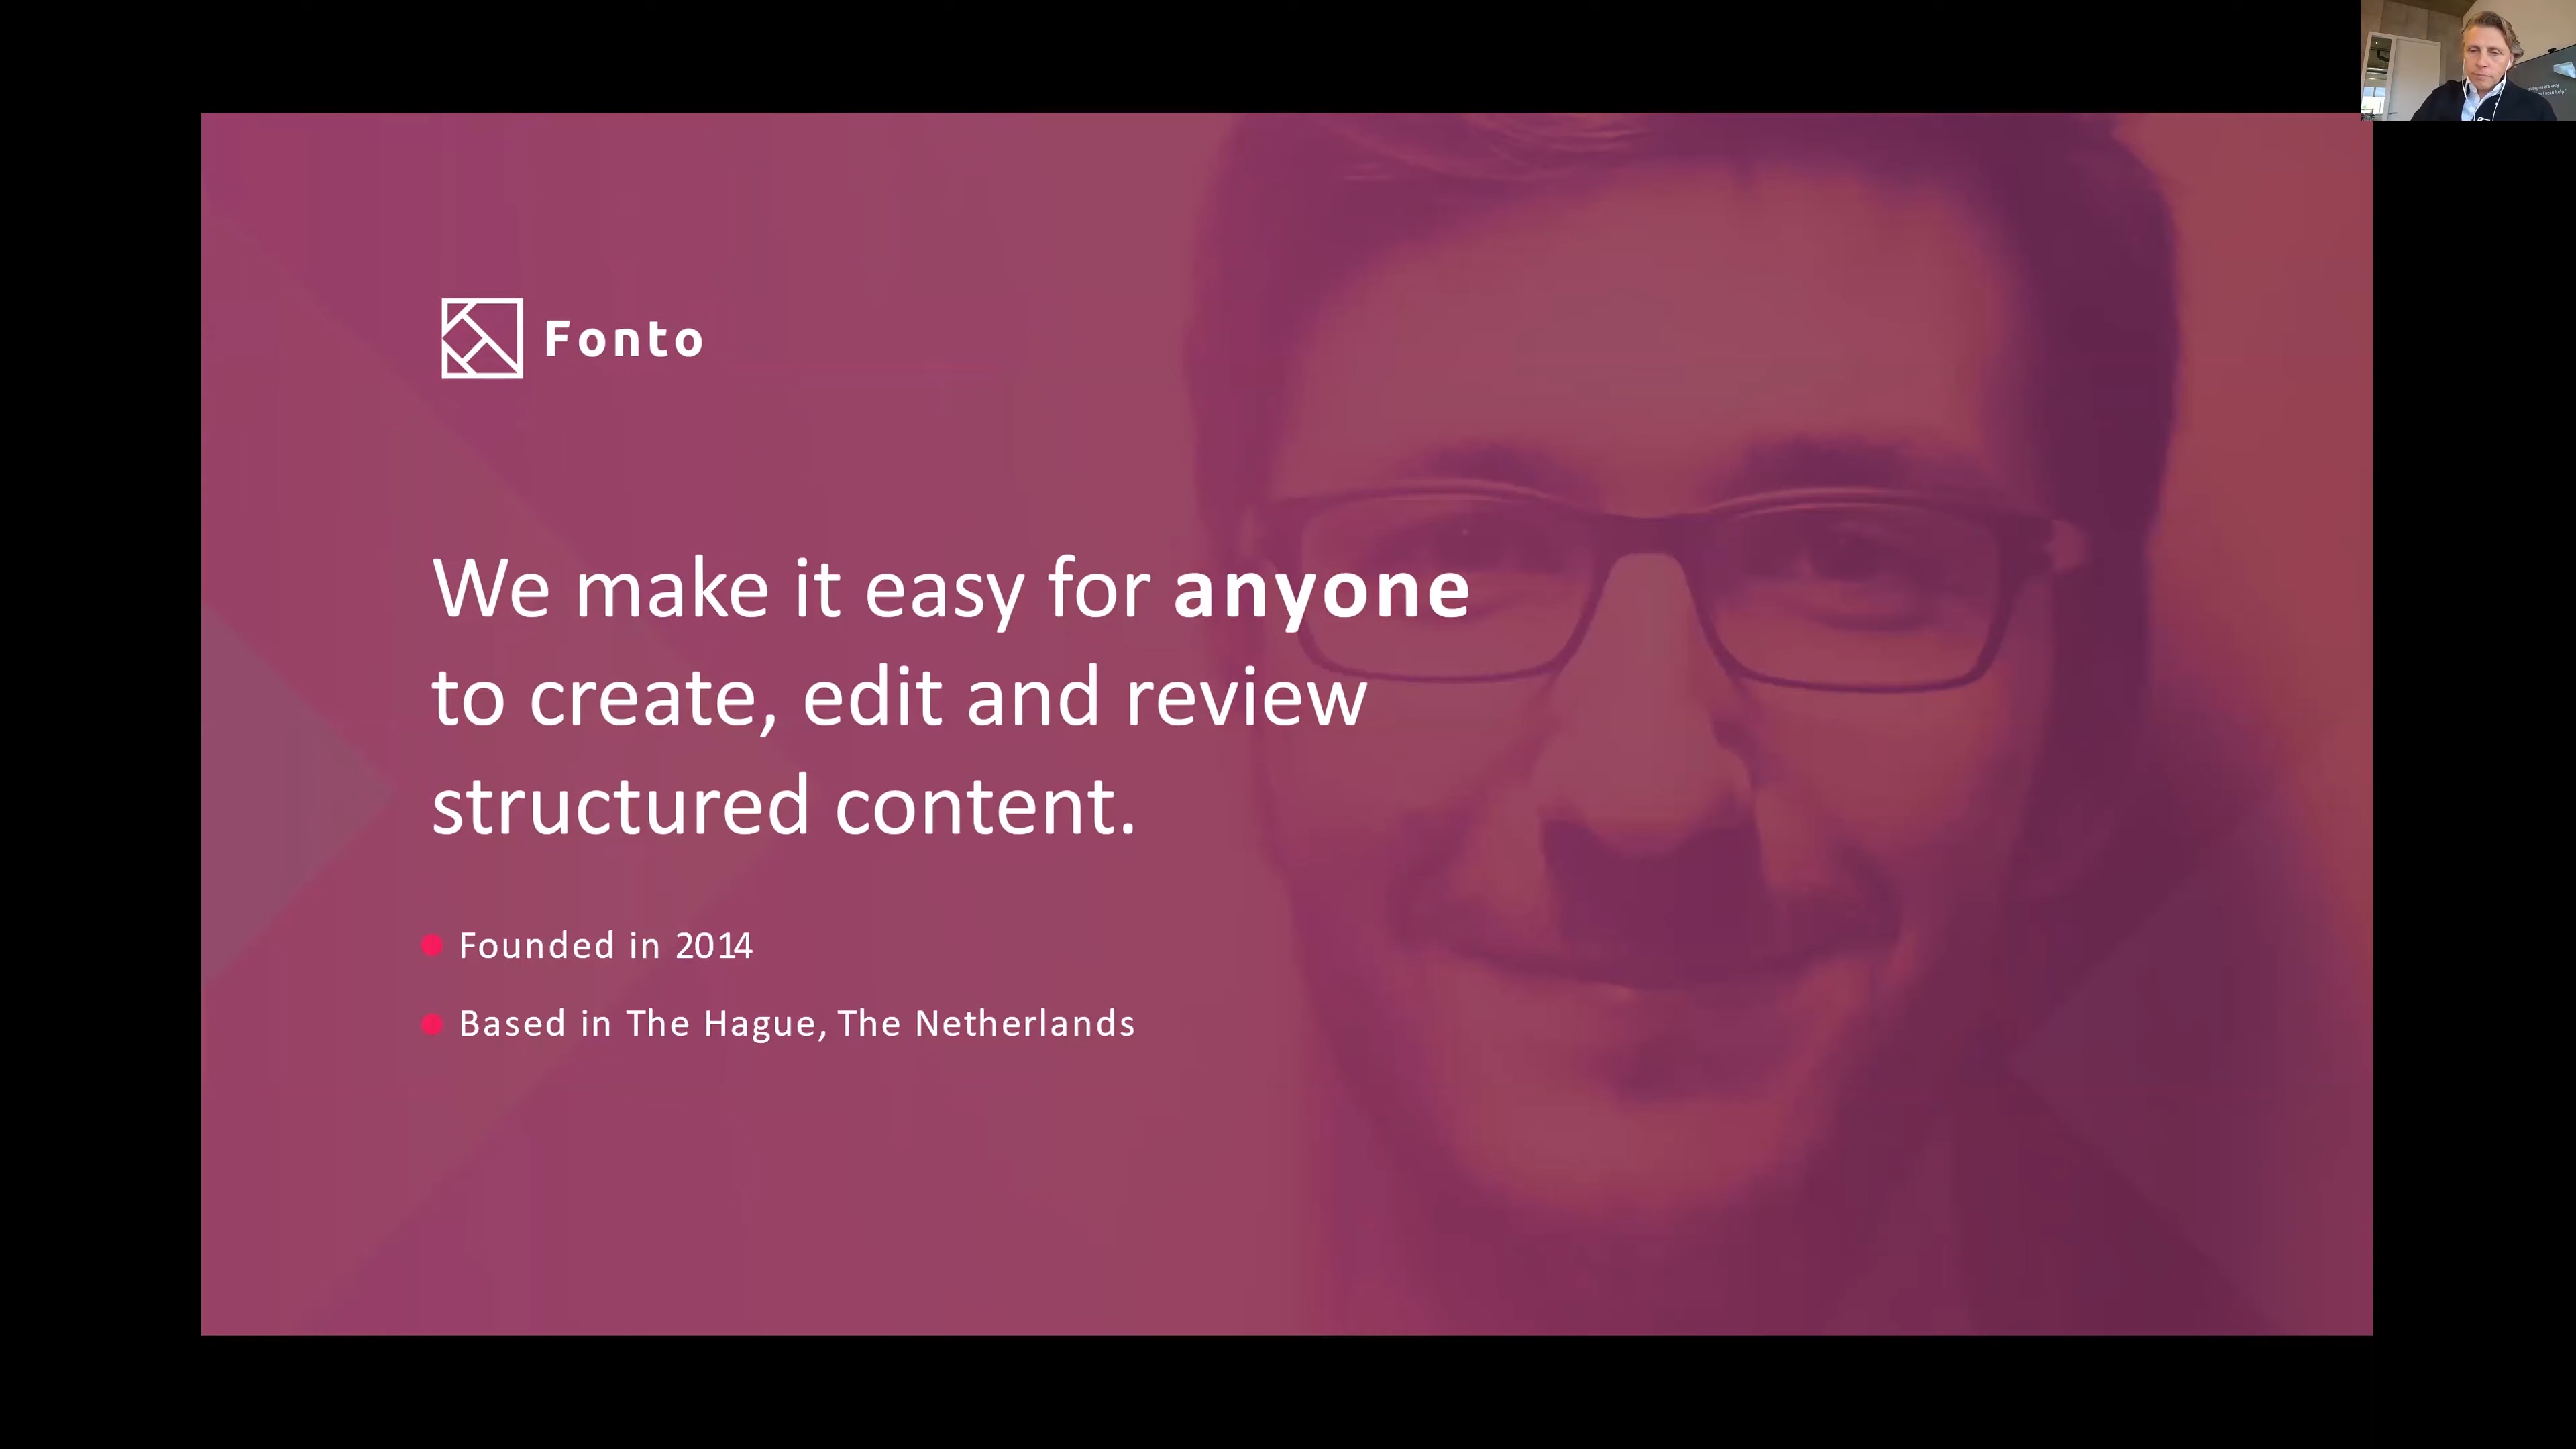 Fonto
We make it easy for anyone
to create, edit and review
structured content.
Founded in 2014
Based in The Hague, The Netherlands